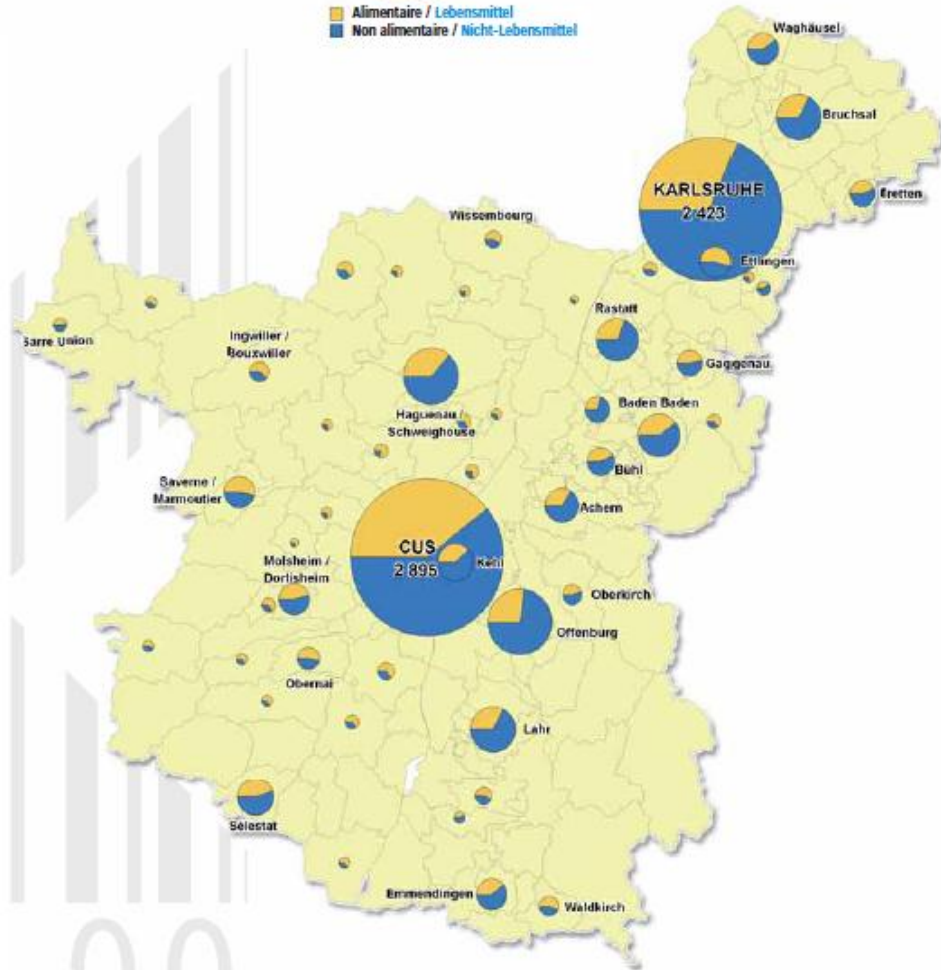 Alimentaire / Lebensmittel
Non alimentaire / Nicht-Lebensmittel
Waghäusel
Bruchsal
KARLSRUHE
2 423
Bretten
Ettlingen
Wissembourg
Sarre Union
Ingwiller /
Bouxwiller
Rastatt
Gaggenau
Haguenau /
Schweighouse
Baden Baden
Bühl
Saverne /
Marmoutier
Achern
CUS
2 895
Kehl
Molsheim /
Dorlisheim
Oberkirch
Offenburg
Obernai
Lahr
Sélestat
Emmendingen
Waldkirch